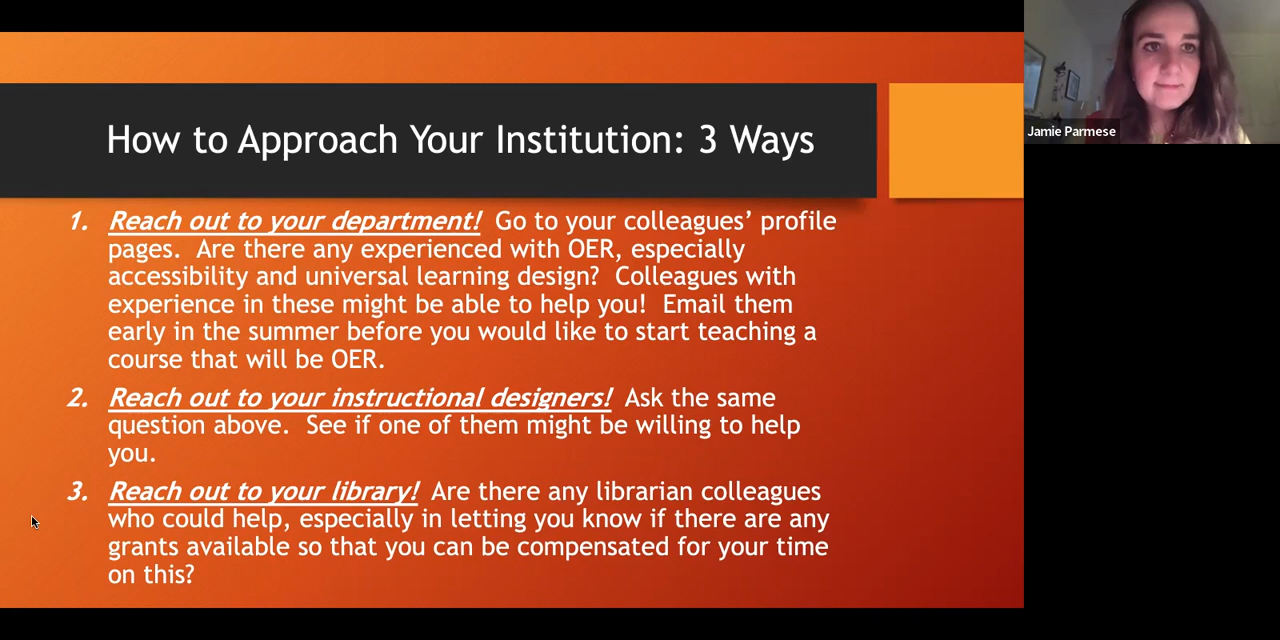 How to Approach Your Institution: 3 Ways
1. Reach out to your department! Go to your colleagues’ profile
pages. Are there any experienced with OER, especially
accessibility and universal learning design? Colleagues with
experience in these might be able to help you! Email them
early in the summer before you would like to start teaching a
course that will be OER.
2. Reach out to your instructional designers! Ask the same
question above. See if one of them might be willing to help
you.
3. Reach out to your library! Are there any librarian colleagues
who could help, especially in letting you know if there are any
grants available so that you can be compensated for your time
on this?
Jamie Parmese